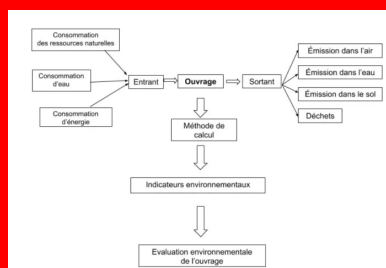 Consommation
des ressources naturelles
Consommation
d'eau
Consommation
d'énergie
Entrant
Ouvrage
Sortant
Émission dans l'air
Émission dans l'eau
Émission dans le sol
Déchets
Méthode de
calcul
Indicateurs environnementaux
Evaluation environnementale
de l'ouvrage